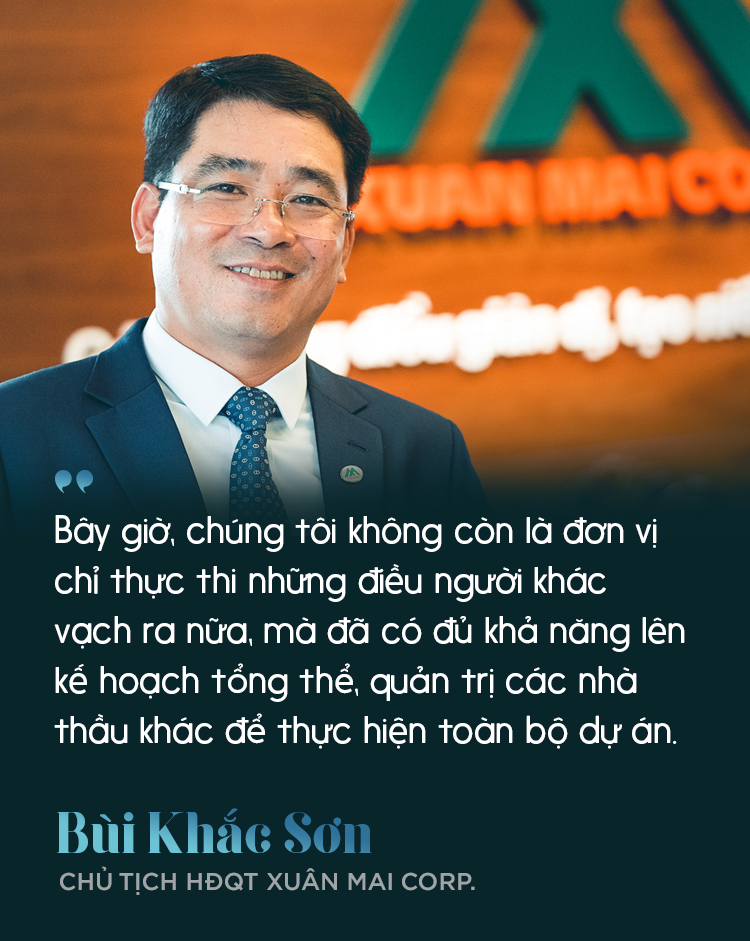 XUAN MAI CO
Bây giờ, chúng tôi không còn là đơn vị
chỉ thực thi những điều người khác
vạch ra nữa, mà đã có đủ khả năng lên
kế hoạch tổng thể, quản trị các nhà
thầu khác để thực hiện toàn bộ dự án.
Bùi Khắc Sơn
CHỦ TỊCH HĐQT XUÂN MAI CORP.